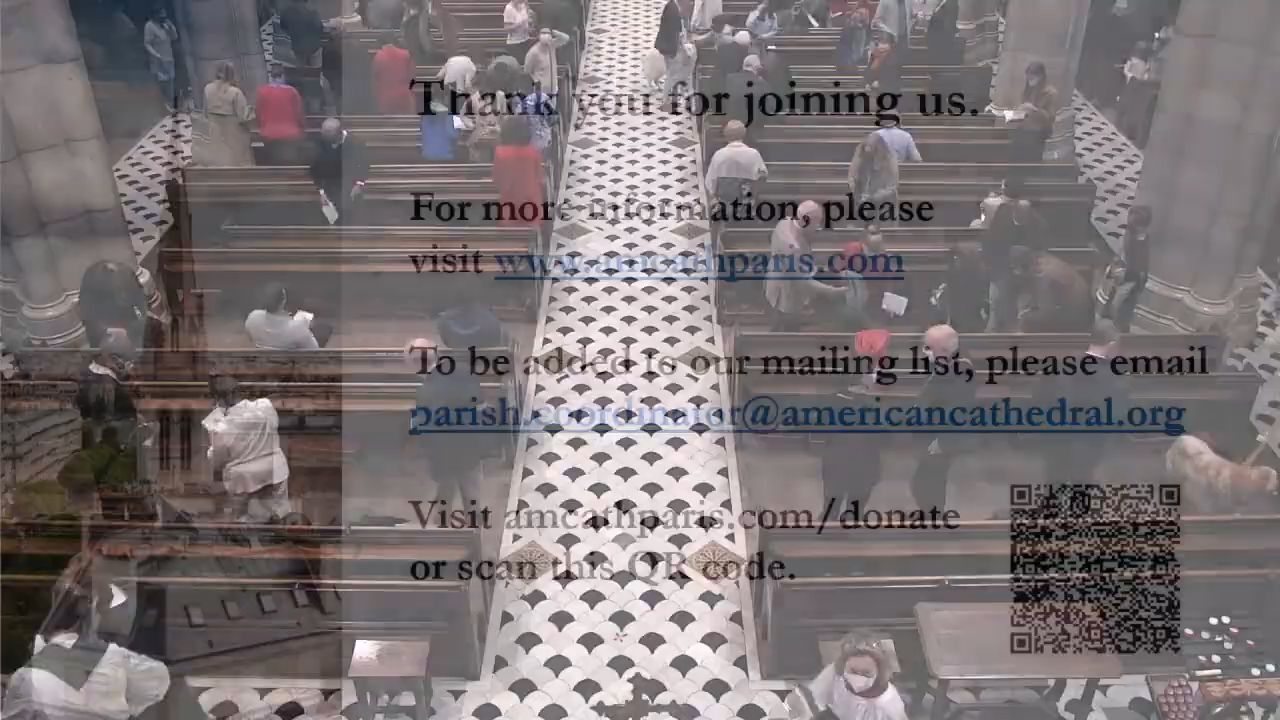 Thank you for joining us.
For more information, please
visit www.amcathparis.com
To be added to our mailing list, please email
parish.coordinator@americancathedral.org
Visit amcathparis.com/donate
or scan this QR code.